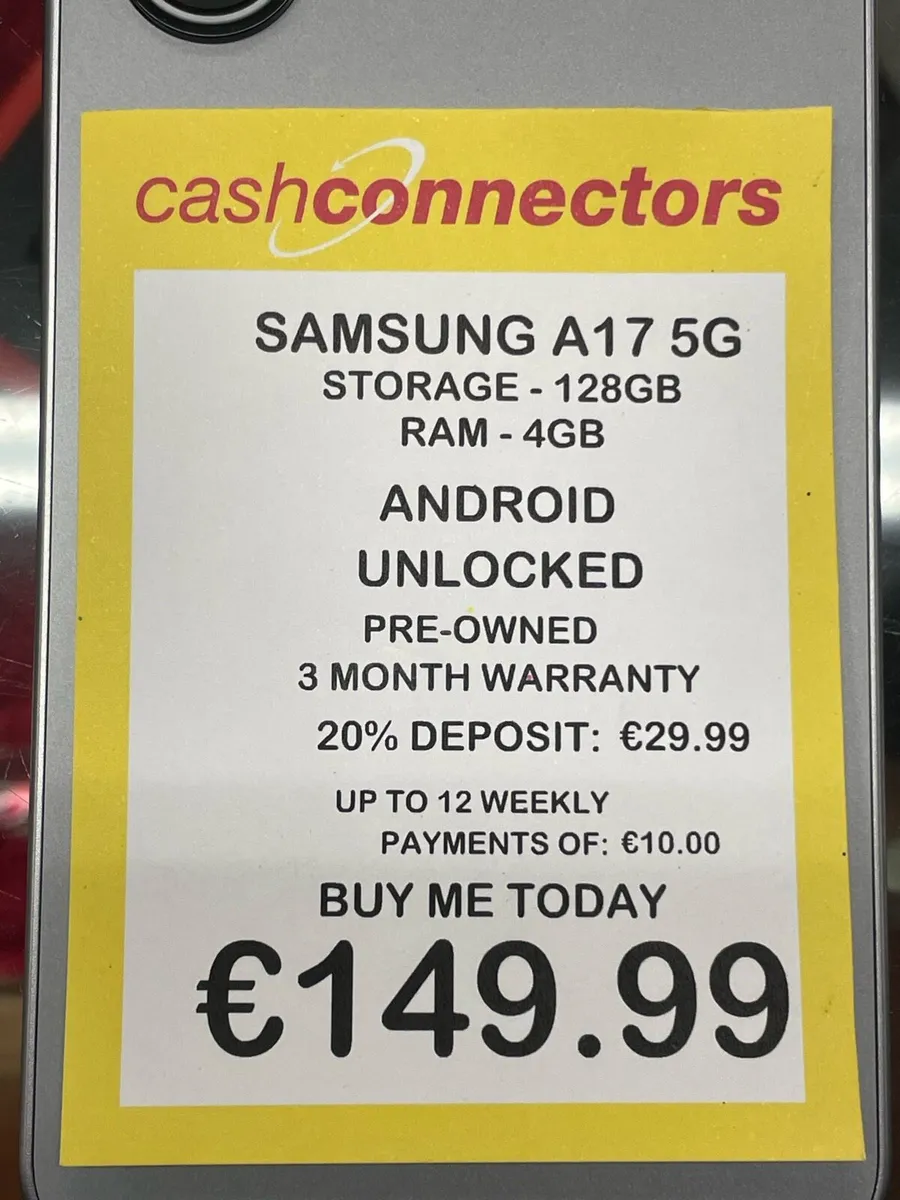 cashconnectors
SAMSUNG A17 5G
STORAGE - 128GB
RAM - 4GB
ANDROID
UNLOCKED
PRE-OWNED
3 MONTH WARRANTY
20% DEPOSIT: €29.99
UP TO 12 WEEKLY
PAYMENTS OF: €10.00
BUY ME TODAY
€149.99